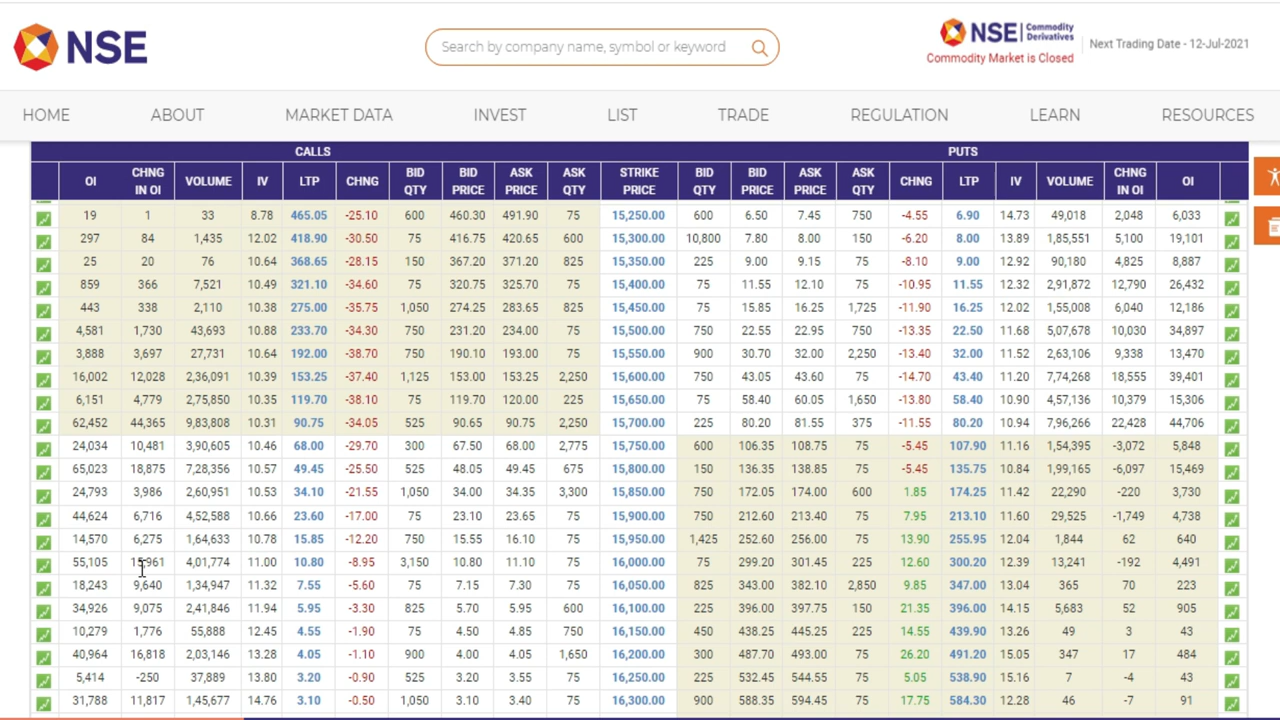 NSE
Search by company name, symbol or keyword
NSE | Commodity Derivatives
Commodity Market is Closed
Next Trading Date - 12-Jul-2021
HOME ABOUT MARKET DATA INVEST LIST TRADE REGULATION LEARN RESOURCES
CALLS PUTS
OI CHNG IN OI VOLUME IV LTP CHNG BID QTY BID PRICE ASK PRICE ASK QTY STRIKE PRICE BID QTY BID PRICE ASK PRICE ASK QTY CHNG LTP IV VOLUME CHNG IN OI OI
19 1 33 8.78 465.05 -25.10 600 460.30 491.90 75 15,250.00 600 6.50 7.45 750 -4.55 6.90 14.73 49,018 2,048 6,033
297 84 1,435 12.02 418.90 -30.50 75 416.75 420.65 600 15,300.00 10,800 7.80 8.00 150 -6.20 8.00 13.89 1,85,551 5,100 19,101
25 20 76 10.64 368.65 -28.15 150 367.20 371.20 825 15,350.00 225 9.00 9.15 75 -8.10 9.00 12.92 90,180 4,825 8,887
859 366 7,521 10.49 321.10 -34.60 75 320.75 325.70 75 15,400.00 75 11.55 12.10 75 -10.95 11.55 12.32 2,91,872 12,790 26,432
443 338 2,110 10.38 275.00 -35.75 1,050 274.25 283.60 825 15,450.00 75 15.85 16.25 1,725 -11.90 16.25 12.02 1,55,008 6,040 12,186
4,581 1,730 43,693 10.88 233.70 -34.30 750 231.20 234.00 75 15,500.00 750 22.55 22.95 750 -13.35 22.50 11.68 5,07,678 10,030 34,897
3,888 3,697 27,731 10.64 192.00 -38.70 750 190.10 193.00 75 15,550.00 900 30.70 32.00 2,250 -13.40 32.00 11.52 2,63,106 9,338 13,470
16,002 12,028 2,36,091 10.39 153.25 -37.40 1,125 153.00 153.25 2,250 15,600.00 750 43.05 43.60 75 -14.70 43.40 11.20 7,74,268 18,555 39,401
6,151 4,779 2,75,850 10.35 119.70 -38.10 75 119.70 120.00 225 15,650.00 75 58.40 60.05 1,650 -13.80 58.40 10.90 4,57,136 10,379 15,306
62,452 44,365 9,83,808 10.31 90.75 -34.05 525 90.65 90.75 2,250 15,700.00 225 80.20 81.55 375 -11.55 80.20 10.94 7,96,266 22,428 44,706
24,034 10,481 3,90,605 10.46 68.00 -29.70 300 67.50 68.00 2,775 15,750.00 600 106.35 108.75 75 -5.45 107.90 11.16 1,54,395 -3,072 5,848
65,023 18,875 7,28,356 10.57 49.45 -25.50 525 48.05 49.45 675 15,800.00 150 136.35 138.85 75 -5.45 135.75 10.84 1,99,165 -6,097 15,469
24,793 3,986 2,60,951 10.53 34.10 -21.55 1,050 34.00 34.35 3,300 15,850.00 750 172.05 174.00 600 1.85 174.25 11.42 22,290 -220 3,730
44,624 6,716 4,52,588 10.66 23.60 -17.00 75 23.10 23.65 75 15,900.00 750 212.60 213.40 75 7.95 213.10 11.60 29,525 -1,749 4,738
14,570 6,275 1,64,633 10.78 15.85 -12.20 750 15.55 16.10 75 15,950.00 1,425 252.60 256.00 75 13.90 255.95 12.04 1,844 62 640
55,105 15,961 4,01,774 11.00 10.80 -8.95 3,150 10.80 11.10 75 16,000.00 75 299.20 301.45 225 12.60 300.20 12.39 13,241 -192 4,491
18,243 9,640 1,34,947 11.32 7.55 -5.60 75 7.15 7.30 75 16,050.00 825 343.00 382.10 2,850 9.85 347.00 13.04 365 70 223
34,926 9,075 2,41,846 11.94 5.95 -3.30 825 5.70 5.95 600 16,100.00 225 396.00 397.75 150 21.35 396.00 14.15 5,683 52 905
10,279 1,776 55,888 12.45 4.55 -1.90 75 4.50 4.85 750 16,150.00 450 438.25 445.25 225 14.55 439.90 13.26 49 3 43
40,964 16,818 2,03,146 13.28 4.05 -1.10 900 4.00 4.05 1,650 16,200.00 300 487.70 493.00 75 26.20 491.20 15.05 347 17 484
5,414 -250 37,889 13.80 3.20 -0.90 525 3.20 3.55 75 16,250.00 225 532.45 544.55 75 5.05 538.90 15.16 7 -4 43
31,788 11,817 1,45,677 14.76 3.10 -0.50 1,050 3.10 3.40 75 16,300.00 900 588.35 594.45 75 17.75 584.30 12.28 46 -7 91